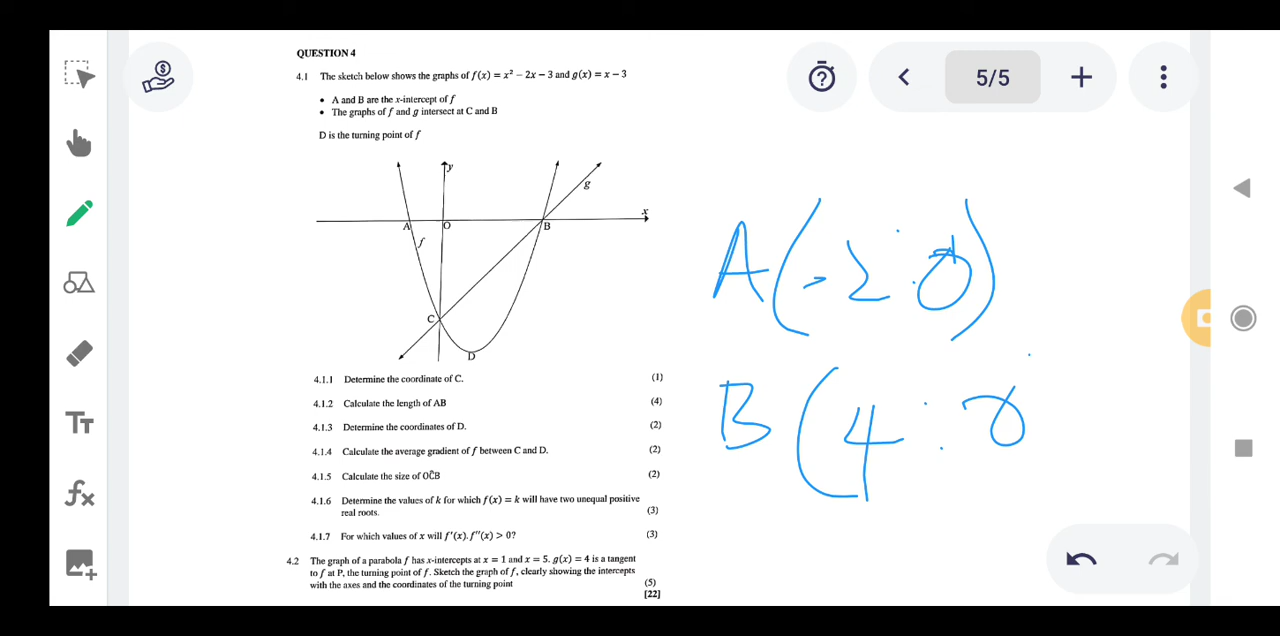 5/5
QUESTION 4
4.1 The sketch below shows the graphs of f(x) = x² − 2x − 3 and g(x) = x − 3
• A and B are the x-intercept of f
• The graphs of f and g intersect at C and B
D is the turning point of f
y
g
x
A O B
f
C
D
A(-2:0)
B(4:0
4.1.1 Determine the coordinate of C. (1)
4.1.2 Calculate the length of AB (4)
4.1.3 Determine the coordinates of D. (2)
4.1.4 Calculate the average gradient of f between C and D. (2)
4.1.5 Calculate the size of OĈB (2)
4.1.6 Determine the values of k for which f(x) = k will have two unequal positive
real roots. (3)
4.1.7 For which values of x will f′(x). f′′(x) > 0? (3)
4.2 The graph of a parabola f has x-intercepts at x = 1 and x = 5. g(x) = 4 is a tangent
to f at P, the turning point of f. Sketch the graph of f, clearly showing the intercepts
with the axes and the coordinates of the turning point (5)
[22]
Tт
fx